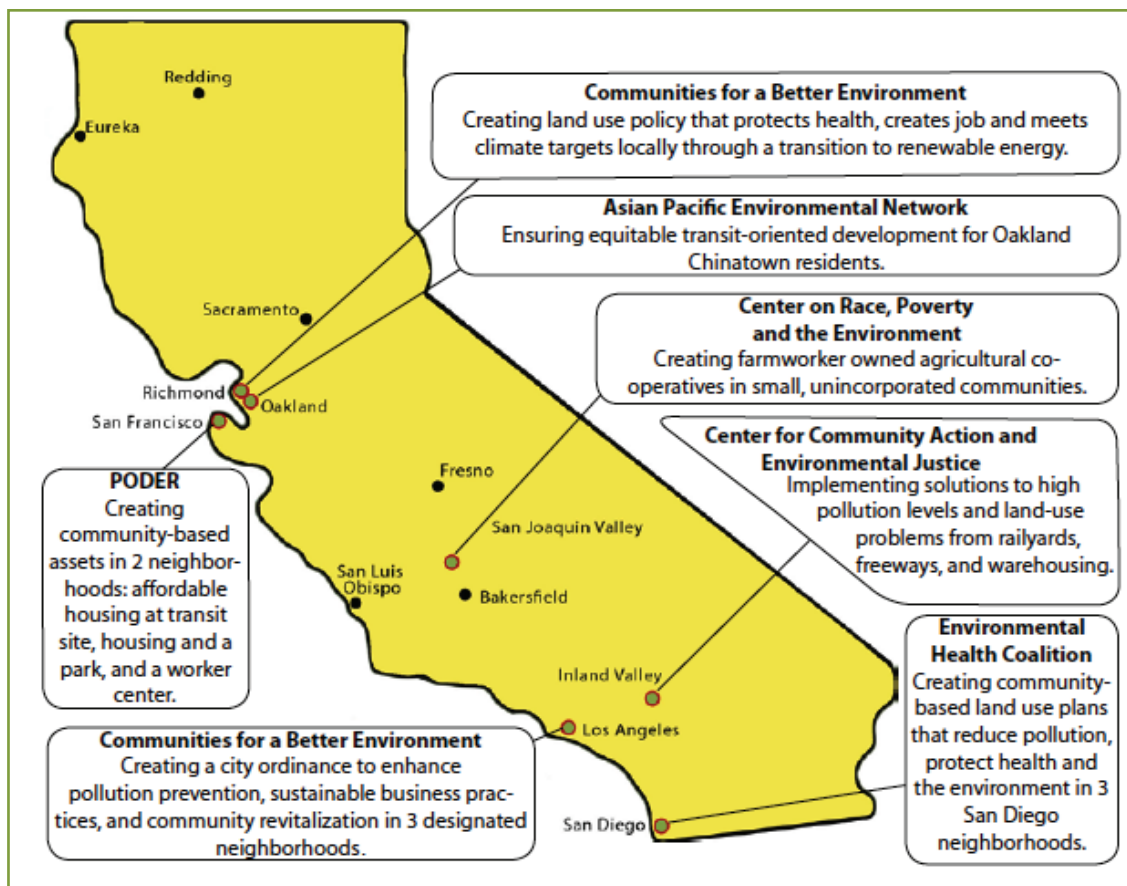 Redding
Eureka
Communities for a Better Environment
Creating land use policy that protects health, creates job and meets
climate targets locally through a transition to renewable energy.
Asian Pacific Environmental Network
Ensuring equitable transit-oriented development for Oakland
Chinatown residents.
Sacramento
Center on Race, Poverty
and the Environment
Creating farmworker owned agricultural co-
operatives in small, unincorporated communities.
Richmond
Oakland
San Francisco
Center for Community Action and
Environmental Justice
Implementing solutions to high
pollution levels and land-use
problems from railyards,
freeways, and warehousing.
PODER
Creating
community-based
assets in 2 neighbor-
hoods: affordable
housing at transit
site, housing and a
park, and a worker
center.
Fresno
San Joaquin Valley
San Luis
Obispo
Bakersfield
Environmental
Health Coalition
Creating community-
based land use plans
that reduce pollution,
protect health and
the environment in 3
San Diego
neighborhoods.
Inland Valley
Los Angeles
Communities for a Better Environment
Creating a city ordinance to enhance
pollution prevention, sustainable business prac-
tices, and community revitalization in 3 designated
neighborhoods.
San Diego